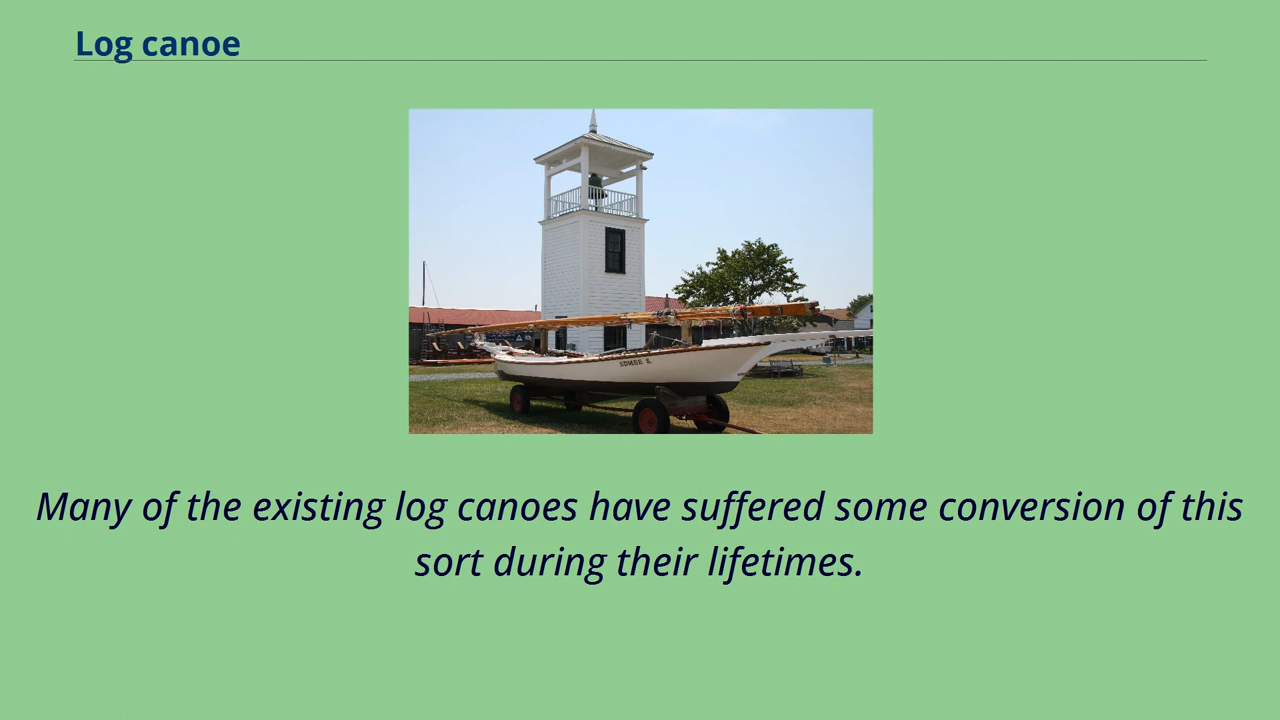 Log canoe
Many of the existing log canoes have suffered some conversion of this
sort during their lifetimes.